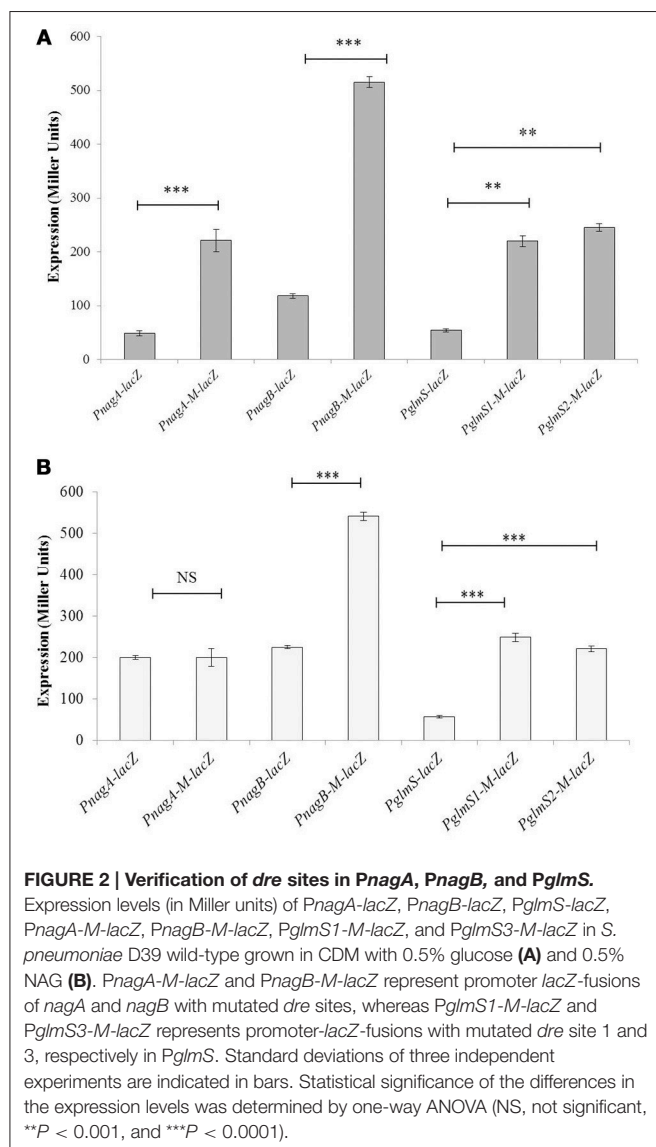 A
600
500
400
300
200
100
0
Expression (Miller Units)
***
***
**
**
PnagA-lacZ
PnagA-M-lacZ
PnagB-lacZ
PnagB-M-lacZ
PglmS-lacZ
PglmS1-M-lacZ
PglmS2-M-lacZ
B
600
500
400
300
200
100
0
Expression (Miller Units)
NS
***
***
***
PnagA-lacZ
PnagA-M-lacZ
PnagB-lacZ
PnagB-M-lacZ
PglmS-lacZ
PglmS1-M-lacZ
PglmS2-M-lacZ
FIGURE 2 | Verification of dre sites in PnagA, PnagB, and PglmS.
Expression levels (in Miller units) of PnagA-lacZ, PnagB-lacZ, PglmS-lacZ,
PnagA-M-lacZ, PnagB-M-lacZ, PglmS1-M-lacZ, and PglmS3-M-lacZ in S.
pneumoniae D39 wild-type grown in CDM with 0.5% glucose (A) and 0.5%
NAG (B). PnagA-M-lacZ and PnagB-M-lacZ represent promoter lacZ-fusions
of nagA and nagB with mutated dre sites, whereas PglmS1-M-lacZ and
PglmS3-M-lacZ represents promoter-lacZ-fusions with mutated dre site 1 and
3, respectively in PglmS. Standard deviations of three independent
experiments are indicated in bars. Statistical significance of the differences in
the expression levels was determined by one-way ANOVA (NS, not significant,
**P < 0.001, and ***P < 0.0001).